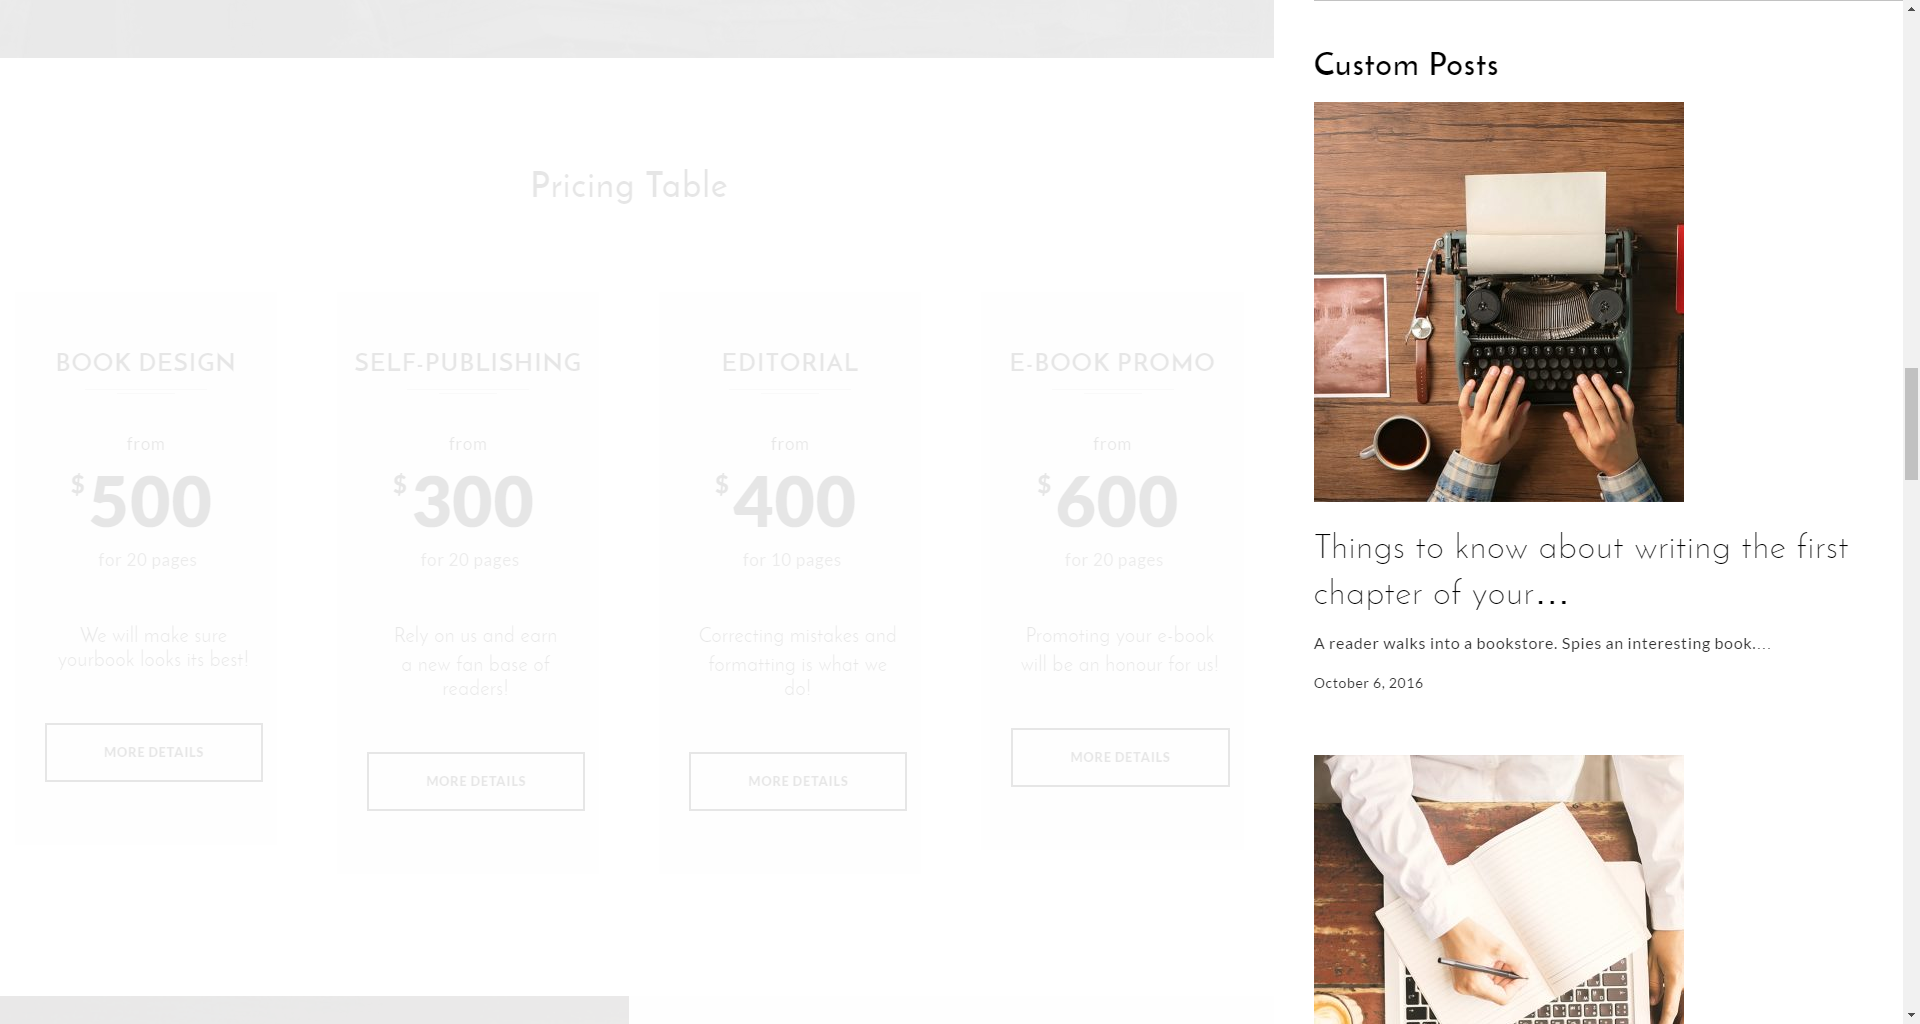 Pricing Table
BOOK DESIGN
from
$500
for 20 pages
We will make sure
yourbook looks its best!
MORE DETAILS
SELF-PUBLISHING
from
$300
for 20 pages
Rely on us and earn
a new fan base of
readers!
MORE DETAILS
EDITORIAL
from
$400
for 10 pages
Correcting mistakes and
formatting is what we
do!
MORE DETAILS
E-BOOK PROMO
from
$600
for 20 pages
Promating your e-book
will be an honour for us!
MORE DETAILS
Custom Posts
Things to know about writing the first
chapter of your…
A reader walks into a bookstore. Spies an interesting book.…
October 6, 2016